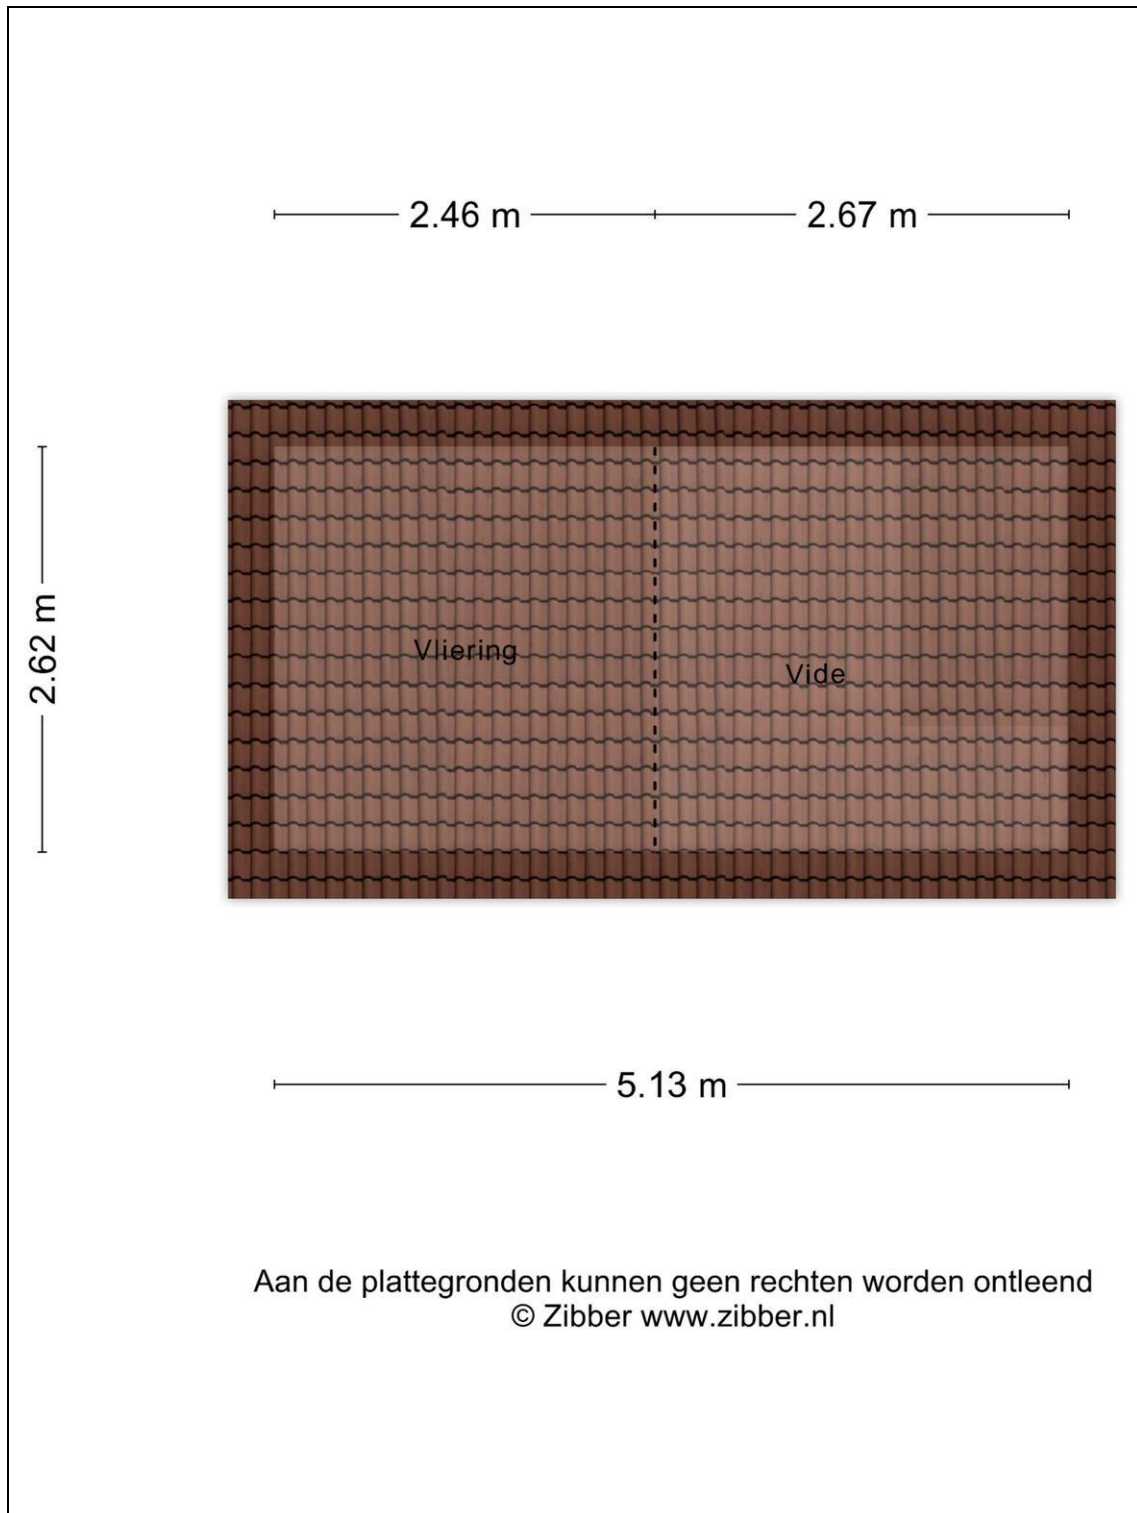 2.46 m 2.67 m
2.62 m
Vliering
Vide
5.13 m
Aan de plattegronden kunnen geen rechten worden ontleend
© Zibber www.zibber.nl